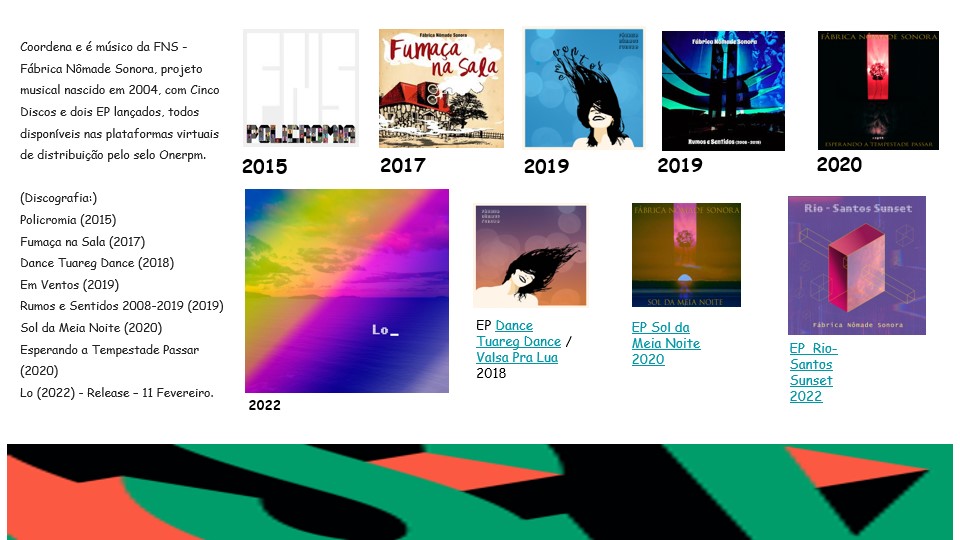 Coordena e é músico da FNS –
Fábrica Nômade Sonora, projeto
musical nascido em 2004, com Cinco
Discos e dois EP lançados, todos
disponíveis nas plataformas virtuais
de distribuição pelo selo Onerpm.
(Discografia:)
Policromia (2015)
Fumaça na Sala (2017)
Dance Tuareg Dance (2018)
Em Ventos (2019)
Rumos e Sentidos 2008–2019 (2019)
Sol da Meia Noite (2020)
Esperando a Tempestade Passar
(2020)
Lo (2022) - Release – 11 Fevereiro.
FNS
POLICROMIA
2015
Fábrica Nômade Sonora
Fumaça
na Sala
2017
FÁBRICA
NÔMADE
SONORA
ventos
2019
Fábrica Nômade Sonora
Rumos e Sentidos (2008 - 2019)
2019
FÁBRICA NÔMADE SONORA
ESPERANDO A TEMPESTADE PASSAR
2020
Lo_
2022
FÁBRICA
NÔMADE
SONORA
EP Dance
Tuareg Dance /
Valsa Pra Lua
2018
FÁBRICA NÔMADE SONORA
SOL DA MEIA NOITE
EP Sol da
Meia Noite
2020
Rio - Santos Sunset
Fábrica Nômade Sonora
EP Rio-
Santos
Sunset
2022